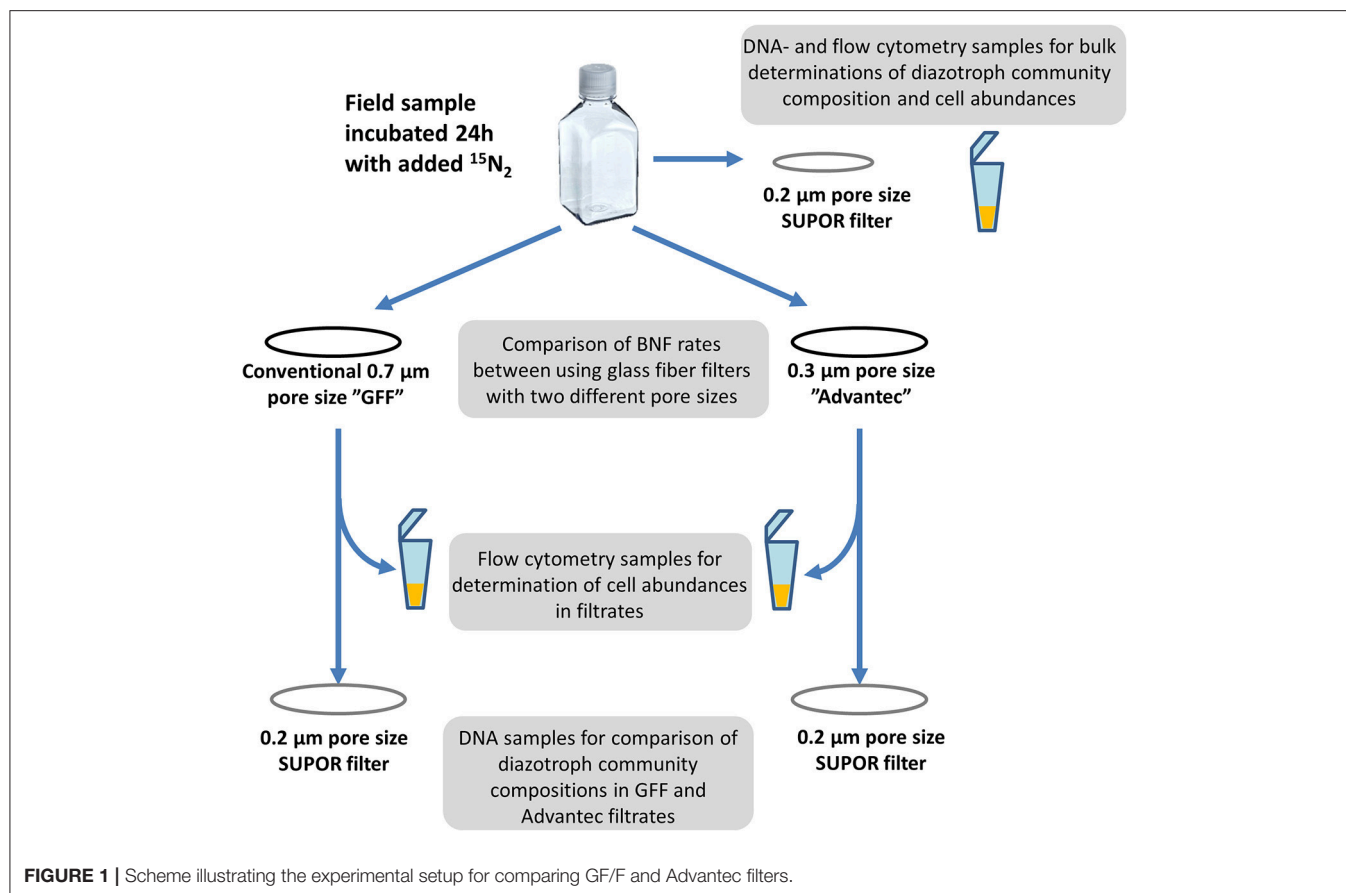 Field sample
incubated 24h
with added ¹⁵N₂
DNA- and flow cytometry samples for bulk
determinations of diazotroph community
composition and cell abundances
0.2 µm pore size
SUPOR filter
Conventional 0.7 µm
pore size ”GFF”
Comparison of BNF rates
between using glass fiber filters
with two different pore sizes
0.3 µm pore size
”Advantec”
Flow cytometry samples for
determination of cell abundances
in filtrates
0.2 µm pore size
SUPOR filter
DNA samples for comparison of
diazotroph community
compositions in GFF and
Advantec filtrates
0.2 µm pore size
SUPOR filter
FIGURE 1 | Scheme illustrating the experimental setup for comparing GF/F and Advantec filters.